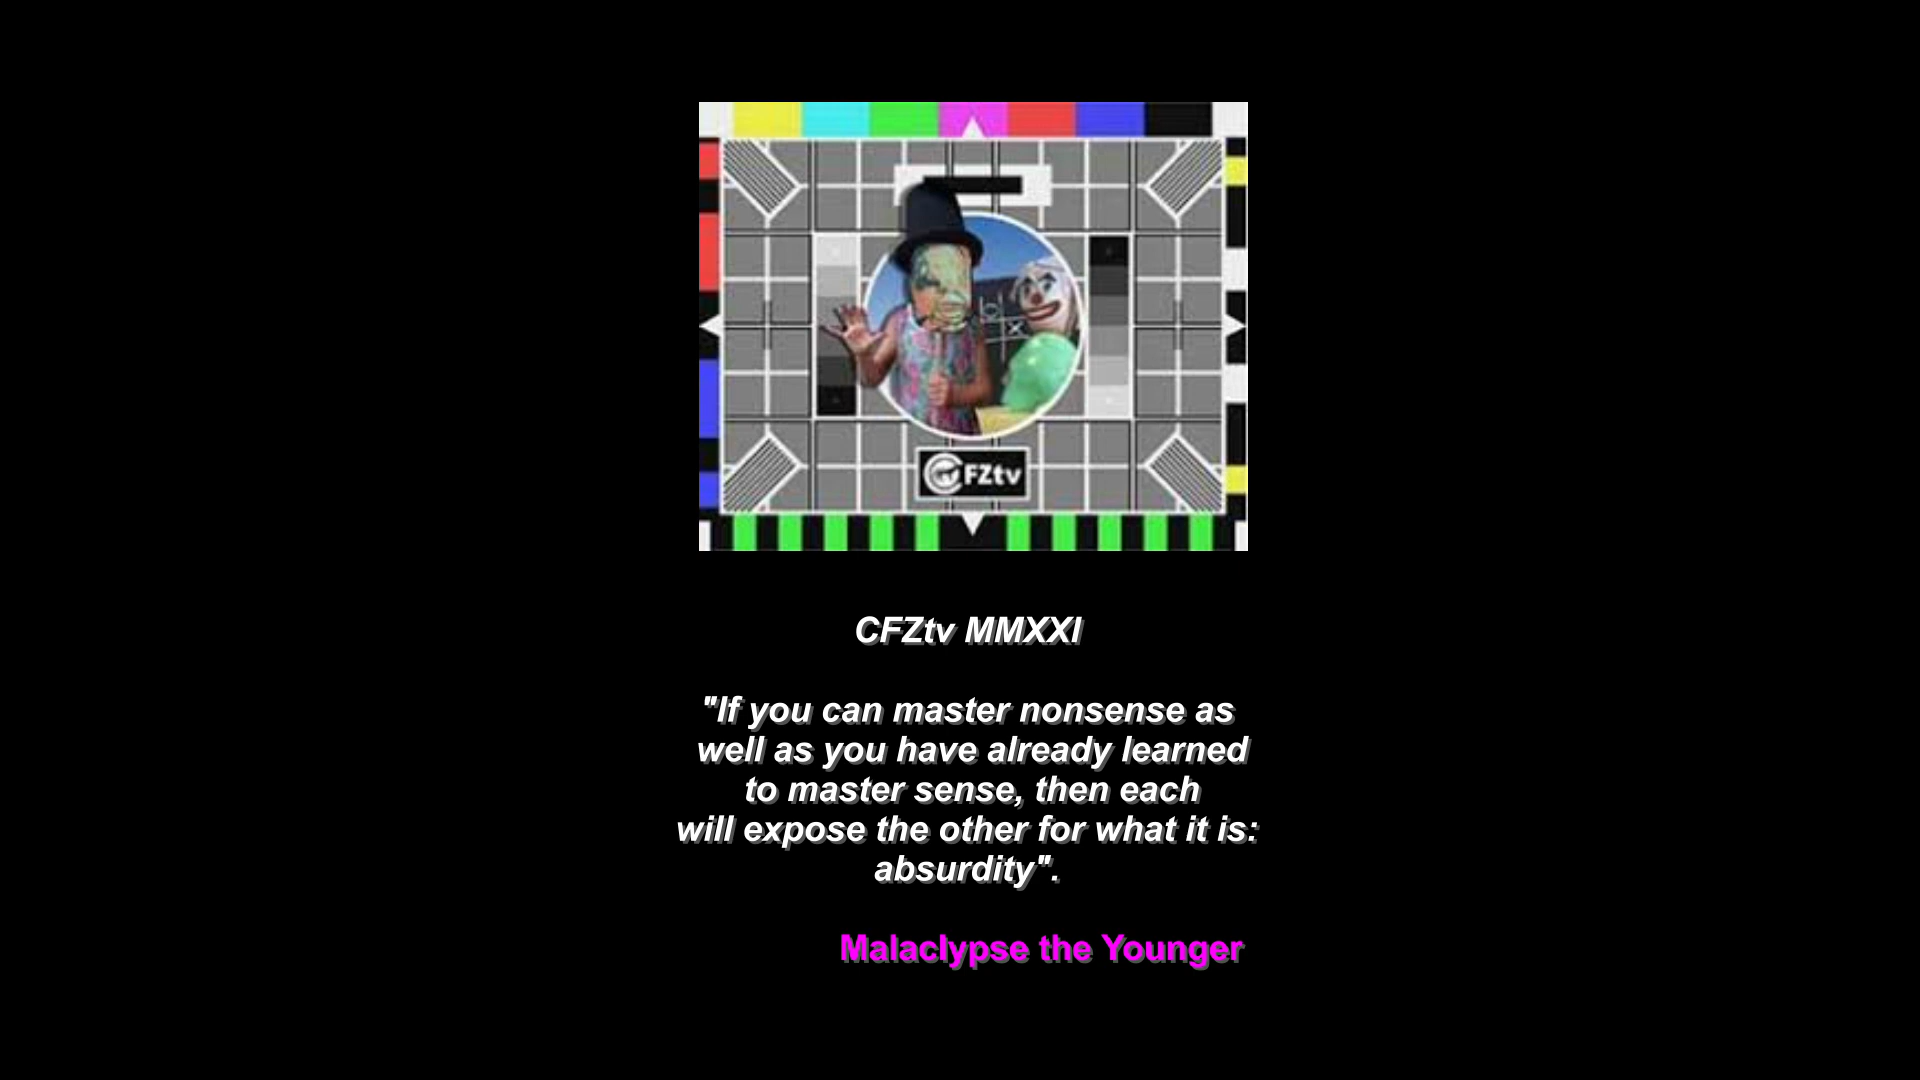 CFZtv
CFZtv MMXXI
"If you can master nonsense as
well as you have already learned
to master sense, then each
will expose the other for what it is:
absurdity".
Malaclypse the Younger